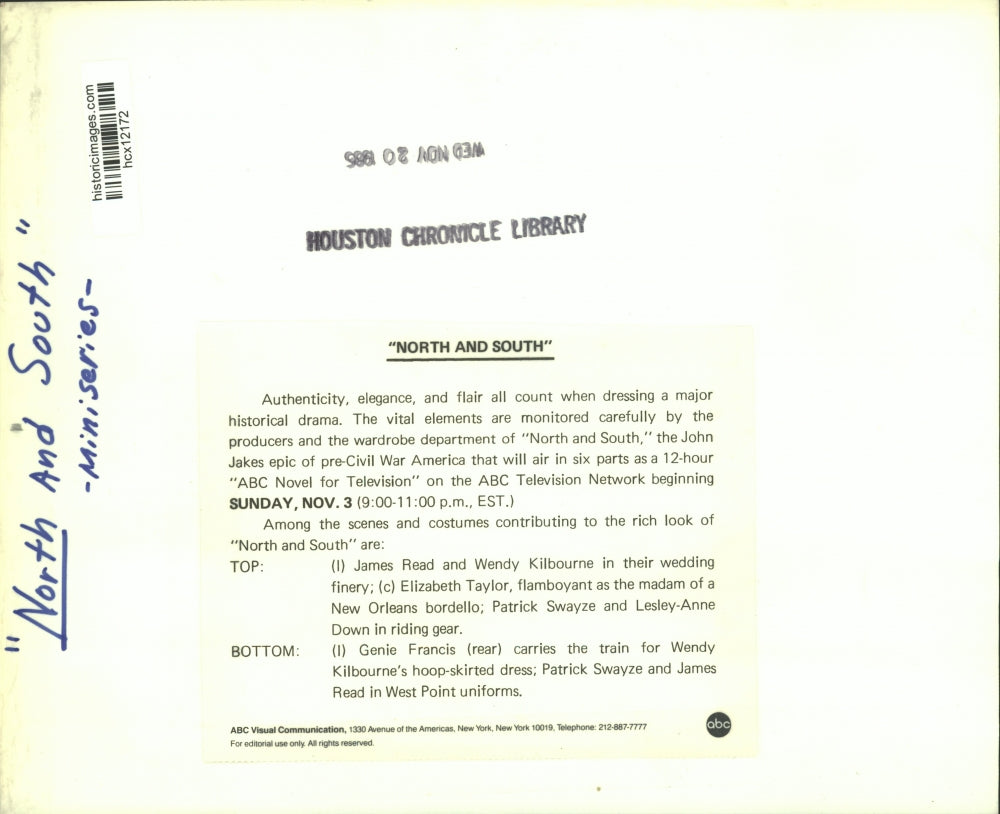 historicimages.com
hcx12172
WED NOV 20 1985
HOUSTON CHRONICLE LIBRARY
"North And South"
-Miniseries-
"NORTH AND SOUTH"
Authenticity, elegance, and flair all count when dressing a major
historical drama. The vital elements are monitored carefully by the
producers and the wardrobe department of "North and South," the John
Jakes epic of pre-Civil War America that will air in six parts as a 12-hour
"ABC Novel for Television" on the ABC Television Network beginning
SUNDAY, NOV. 3 (9:00-11:00 p.m., EST.)
Among the scenes and costumes contributing to the rich look of
"North and South" are:
TOP: (l) James Read and Wendy Kilbourne in their wedding
finery; (c) Elizabeth Taylor, flamboyant as the madam of a
New Orleans bordello; Patrick Swayze and Lesley-Anne
Down in riding gear.
BOTTOM: (l) Genie Francis (rear) carries the train for Wendy
Kilbourne's hoop-skirted dress; Patrick Swayze and James
Read in West Point uniforms.
ABC Visual Communication, 1330 Avenue of the Americas, New York, New York 10019, Telephone: 212-887-7777
For editorial use only. All rights reserved.
abc